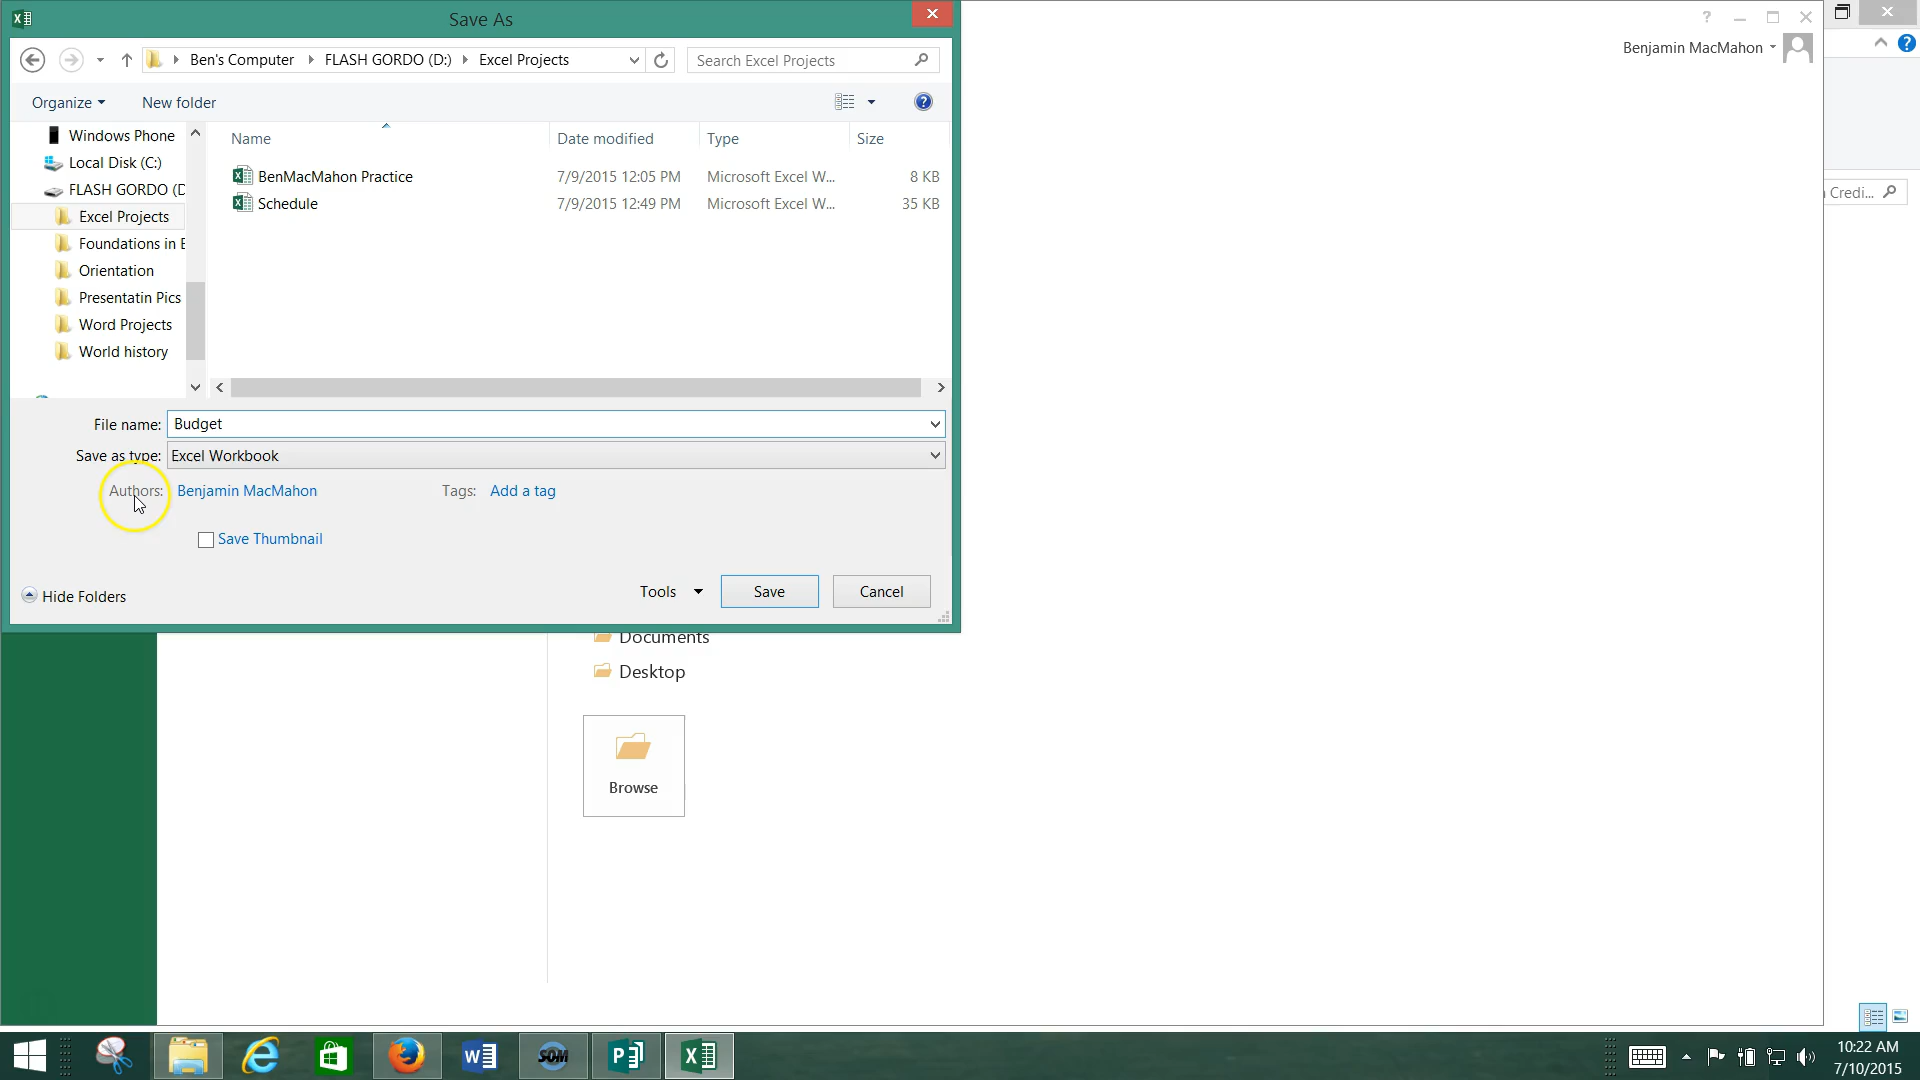 Save As
Benjamin MacMahon
Ben's Computer
FLASH GORDO (D:)
Excel Projects
Search Excel Projects
Organize
New folder
Name
Date modified
Type
Size
Windows Phone
Local Disk (C:)
FLASH GORDO (D
Excel Projects
Foundations in E
Orientation
Presentatin Pics
Word Projects
World history
BenMacMahon Practice 7/9/2015 12:05 PM Microsoft Excel W... 8 KB
Schedule 7/9/2015 12:49 PM Microsoft Excel W... 35 KB
Credi...
File name: Budget
Save as type: Excel Workbook
Authors: Benjamin MacMahon Tags: Add a tag
Save Thumbnail
Hide Folders
Tools
Save
Cancel
Documents
Desktop
Browse
SOM
10:22 AM
7/10/2015